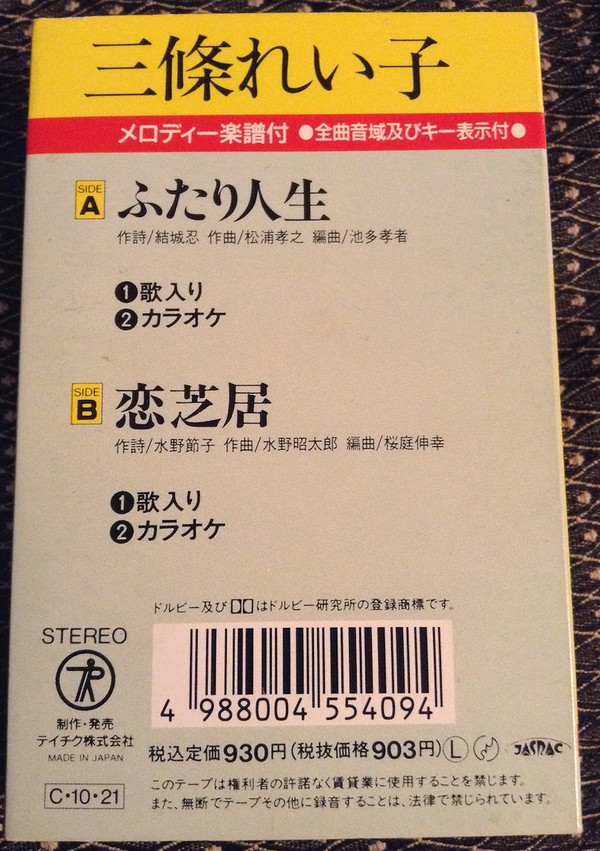 三條れい子
メロディー楽譜付 ●全曲音域及びキー表示付●
SIDE A ふたり人生
作詩/結城忍 作曲/松浦孝之 編曲/池多孝春
❶歌入り
❷カラオケ
SIDE B 恋芝居
作詩/水野節子 作曲/水野昭太郎 編曲/桜庭伸幸
❶歌入り
❷カラオケ
ドルビー及びはドルビー研究所の登録商標です。
STEREO
制作・発売
テイチク株式会社
MADE IN JAPAN
C・10・21
4 988004 554094
税込定価930円(税抜価格903円) L JASRAC
このテープは権利者の許諾なく賃貸業に使用することを禁じます。
また、無断でテープその他に録音することは、法律で禁じられています。